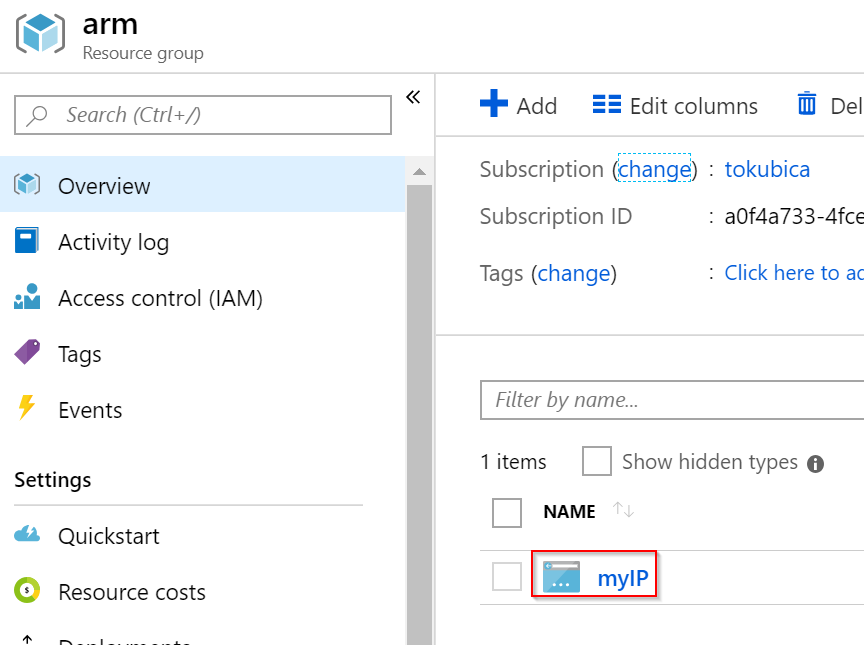 arm
Resource group
Search (Ctrl+/)
«
Overview
Activity log
Access control (IAM)
Tags
Events
Settings
Quickstart
Resource costs
Add
Edit columns
Del
Subscription (change) : tokubica
Subscription ID : a0f4a733-4fce
Tags (change) : Click here to ad
Filter by name...
1 items
Show hidden types
NAME
myIP